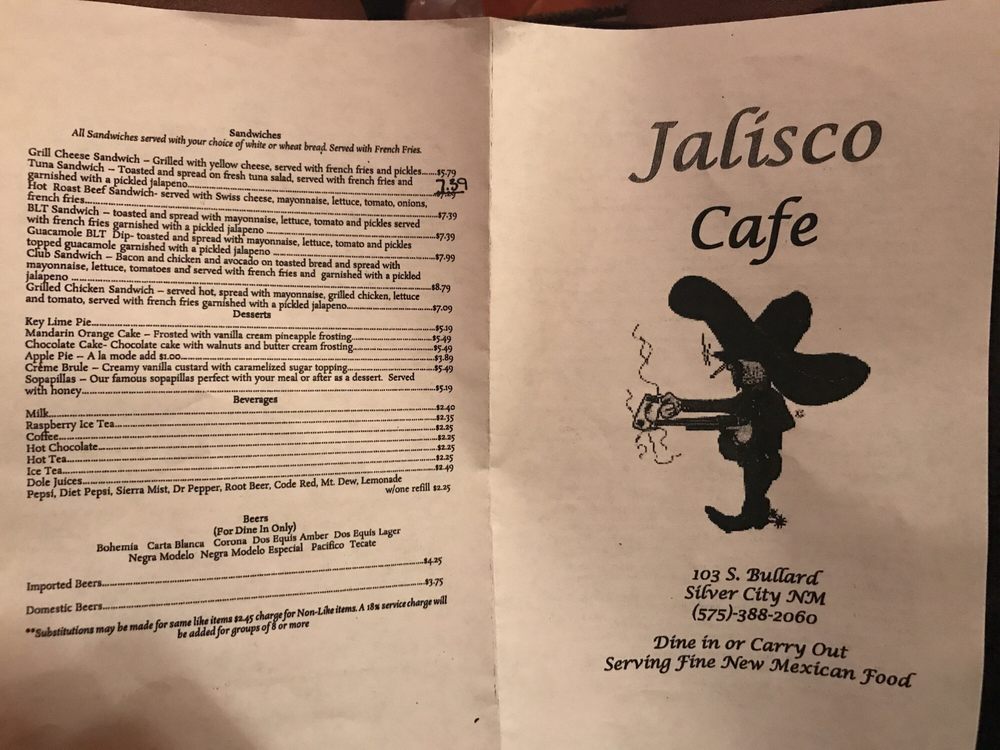 Sandwiches
All Sandwiches served with your choice of white or wheat bread. Served with French Fries.
Grill Cheese Sandwich – Grilled with yellow cheese, served with french fries and pickles......$5.79
Tuna Sandwich – Toasted and spread on fresh tuna salad, served with french fries and
garnished with a pickled jalapeno...... 7.39
Hot Roast Beef Sandwich- served with Swiss cheese, mayonnaise, lettuce, tomato, onions,
french fries......$7.39
BLT Sandwich – toasted and spread with mayonnaise, lettuce, tomato and pickles served
with french fries garnished with a pickled jalapeno ......$7.39
Guacamole BLT Dip- toasted and spread with mayonnaise, lettuce, tomato and pickles
topped guacamole garnished with a pickled jalapeno ......$7.99
Club Sandwich – Bacon and chicken and avocado on toasted bread and spread with
mayonnaise, lettuce, tomatoes and served with french fries and garnished with a pickled
jalapeno ......$8.79
Grilled Chicken Sandwich – served hot, spread with mayonnaise, grilled chicken, lettuce
and tomato, served with french fries garnished with a pickled jalapeno......$7.09
Desserts
Key Lime Pie......$5.19
Mandarin Orange Cake – Frosted with vanilla cream pineapple frosting......$5.49
Chocolate Cake- Chocolate cake with walnuts and butter cream frosting......$5.49
Apple Pie – A la mode add $1.00......$3.89
Crème Brule – Creamy vanilla custard with caramelized sugar topping......$5.49
Sopapillas – Our famous sopapillas perfect with your meal or after as a dessert. Served
with honey......$5.19
Beverages
Milk......$2.40
Raspberry Ice Tea......$2.35
Coffee......$2.25
Hot Chocolate......$2.25
Hot Tea......$2.25
Ice Tea......$2.25
Dole Juices......$2.49
Pepsi, Diet Pepsi, Sierra Mist, Dr Pepper, Root Beer, Code Red, Mt. Dew, Lemonade
w/one refill $2.25
Beers
(For Dine In Only)
Bohemia Carta Blanca Corona Dos Equis Amber Dos Equis Lager
Negra Modelo Negra Modelo Especial Pacifico Tecate
Imported Beers......$4.25
Domestic Beers......$3.75
**Substitutions may be made for same like items $2.45 charge for Non-Like items. A 18% service charge will
be added for groups of 8 or more
Jalisco
Cafe
103 S. Bullard
Silver City NM
(575)-388-2060
Dine in or Carry Out
Serving Fine New Mexican Food